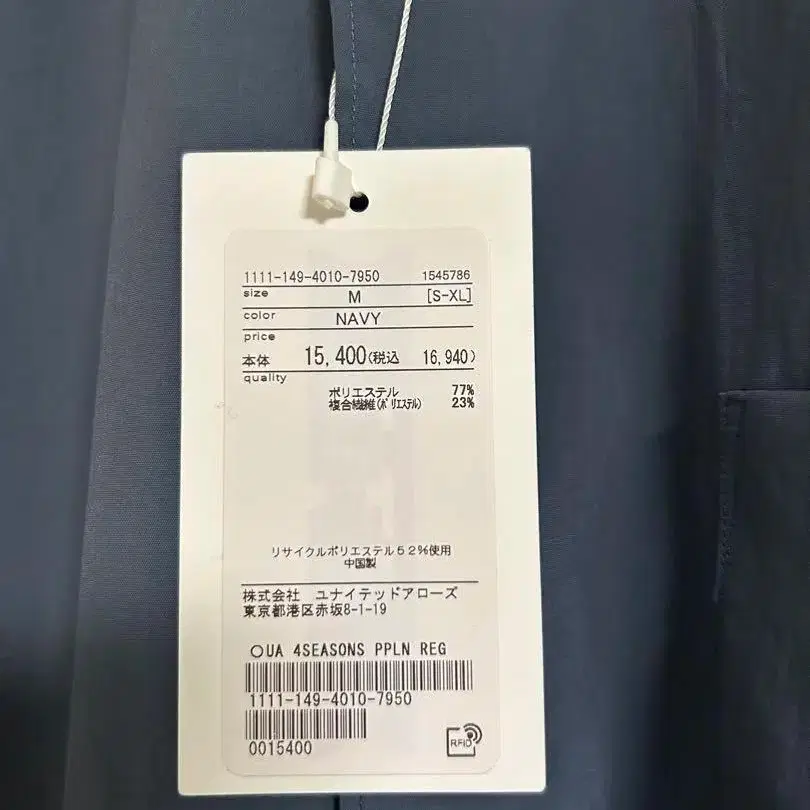 1111-149-4010-7950 1545786
size M [S-XL]
color NAVY
price
本体 15,400(税込 16,940)
quality
ポリエステル 77%
複合繊維(ポリエステル) 23%
リサイクルポリエステル52%使用
中国製
株式会社 ユナイテッドアローズ
東京都港区赤坂8-1-19
〇UA 4SEASONS PPLN REG
1111-149-4010-7950
0015400
RFID